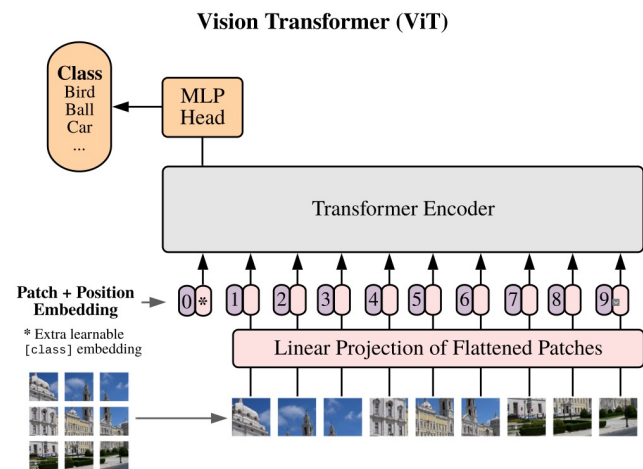 Vision Transformer (ViT)
Class
Bird
Ball
Car
...
MLP
Head
Transformer Encoder
Patch + Position
Embedding
0 * 1 2 3 4 5 6 7 8 9
* Extra learnable
[class] embedding
Linear Projection of Flattened Patches